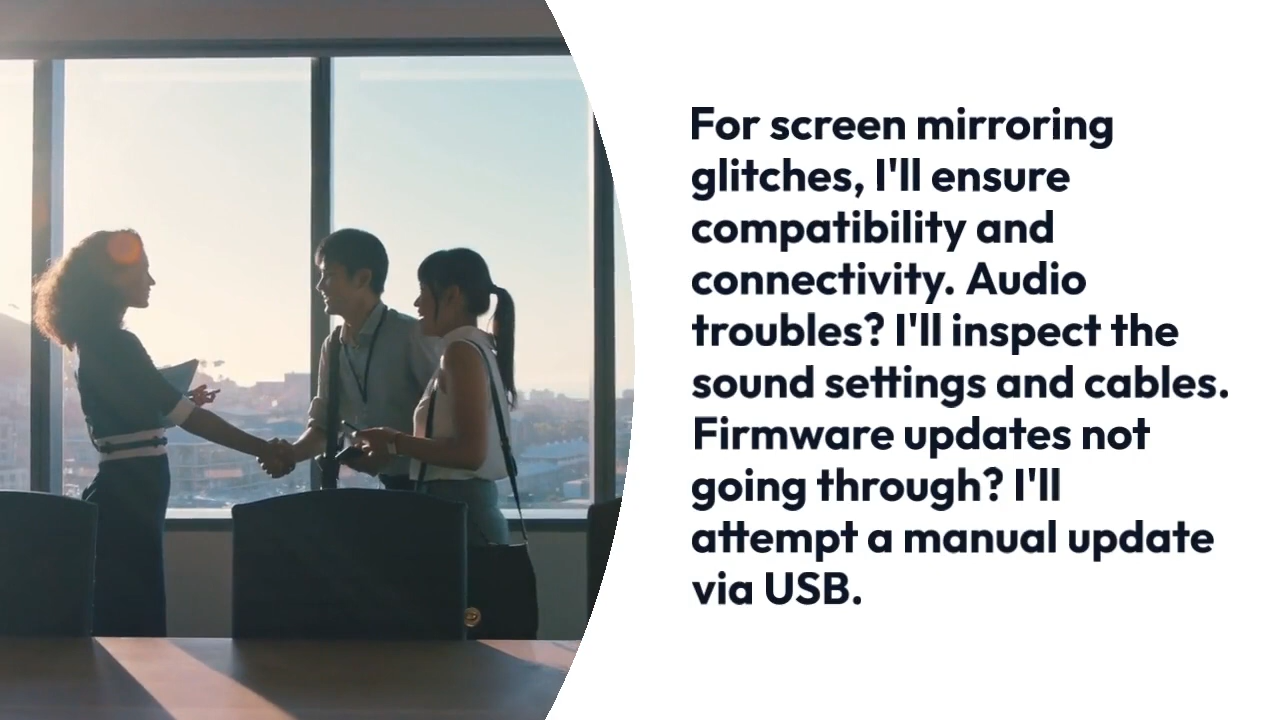 For screen mirroring
glitches, I'll ensure
compatibility and
connectivity. Audio
troubles? I'll inspect the
sound settings and cables.
Firmware updates not
going through? I'll
attempt a manual update
via USB.